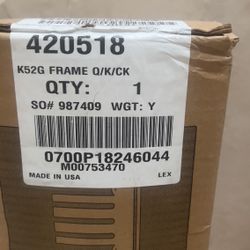 420518
K52G FRAME Q/K/CK
QTY: 1
SO# 987409 WGT: Y
0700P18246044
M00753470
MADE IN USA LEX